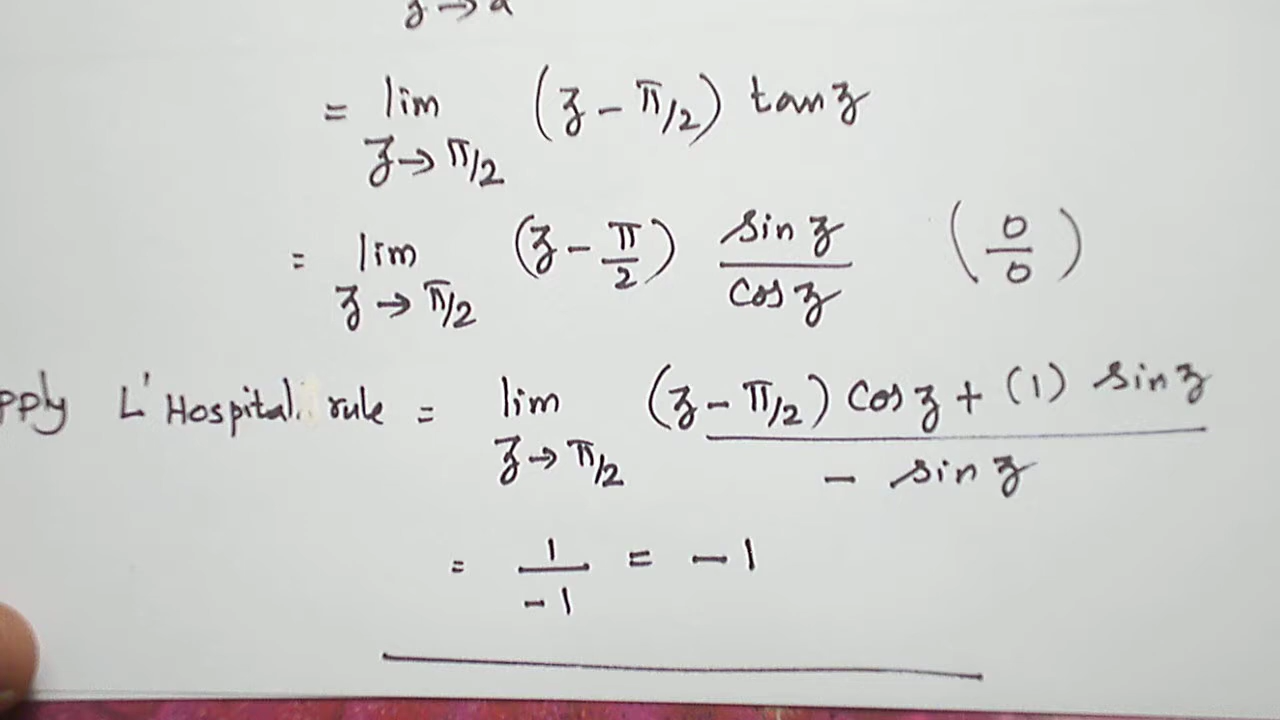 z → a
= lim (z - π/2) tan z
z → π/2
= lim (z - π/2) sin z / cos z (0/0)
z → π/2
pply L' Hospital. rule = lim (z - π/2) cos z + (1) sin z / - sin z
z → π/2
= 1 / -1 = -1